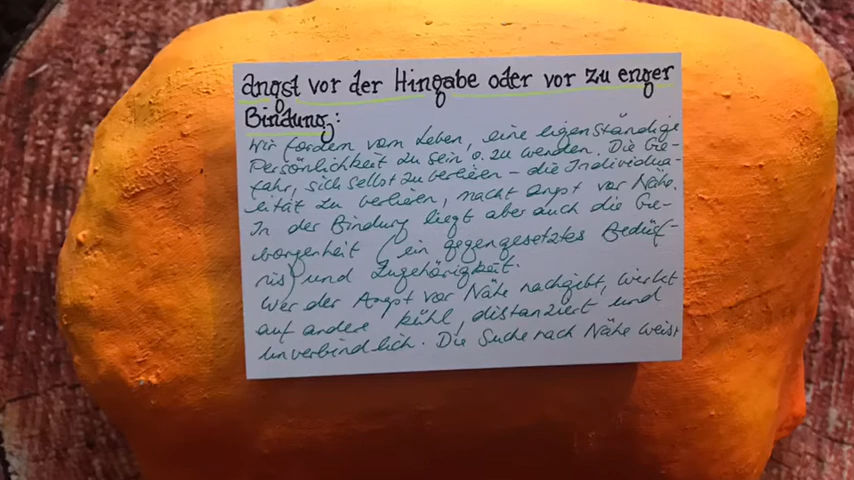 Angst vor der Hingabe oder vor zu enger
Bindung:
Wir fordern vom Leben, eine eigenständige
Persönlichkeit zu sein o. zu werden. Die Ge-
fahr, sich selbst zu verlieren – die Individua-
lität zu verlieren, macht Angst vor Nähe.
In der Bindung liegt aber auch die Ge-
borgenheit (ein gegengesetztes Bedürf-
nis) und Zugehörigkeit.
Wer der Angst vor Nähe nachgibt, wirkt
auf andere kühl, distanziert und
unverbindlich. Die Suche nach Nähe weist